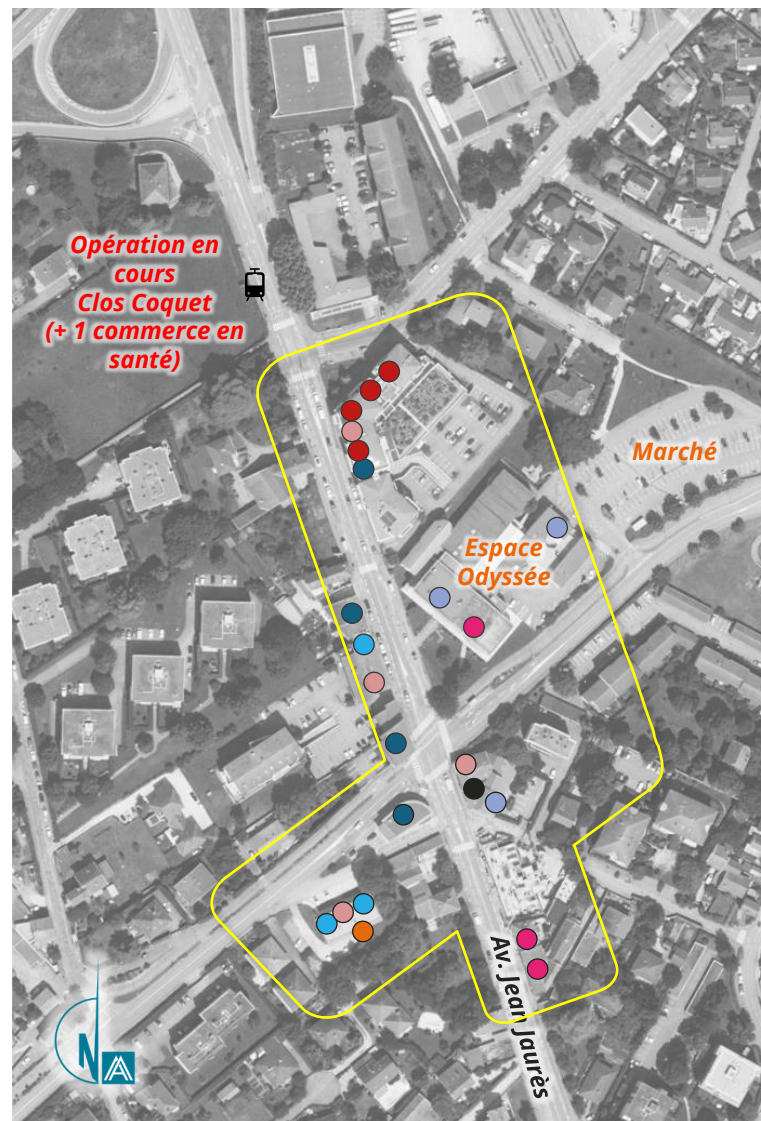 Opération en
cours
Clos Coquet
(+ 1 commerce en
santé)
Marché
Espace
Odyssée
Av. Jean Jaurès
N